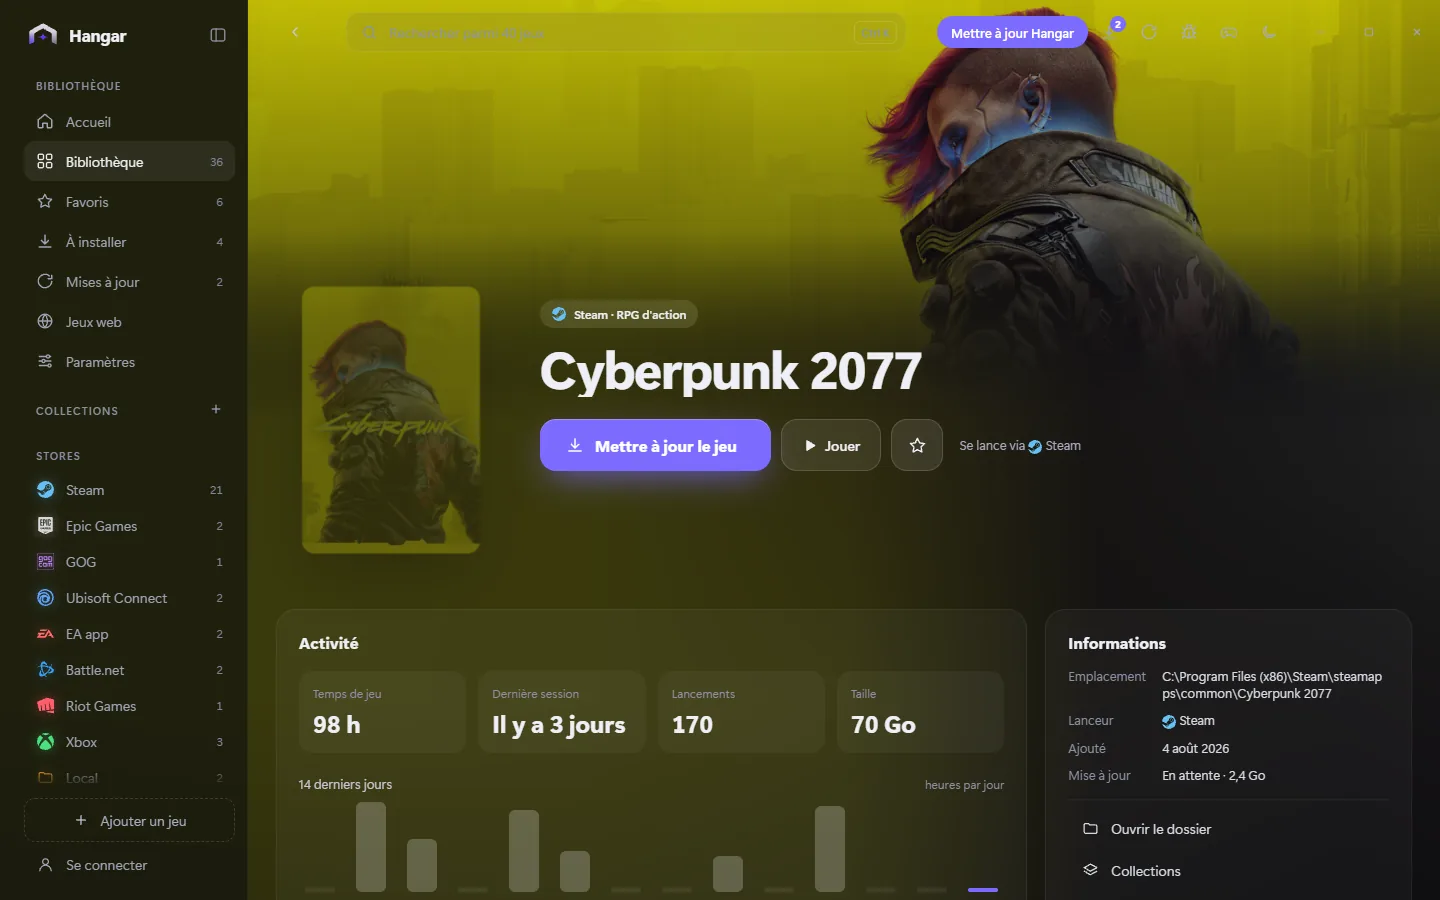 Hangar
BIBLIOTHÈQUE
Accueil
Bibliothèque 36
Favoris 6
À installer 4
Mises à jour 2
Jeux web
Paramètres
COLLECTIONS +
STORES
Steam 21
Epic Games 2
GOG 1
Ubisoft Connect 2
EA app 2
Battle.net 2
Riot Games 1
Xbox 3
Local 2
+ Ajouter un jeu
Se connecter
Mettre à jour Hangar
2
SAMURAI
CYBERPUNK
Steam · RPG d'action
Cyberpunk 2077
Mettre à jour le jeu
Jouer
Se lance via Steam
Activité
Temps de jeu
98 h
Dernière session
Il y a 3 jours
Lancements
170
Taille
70 Go
14 derniers jours
heures par jour
Informations
Emplacement C:\Program Files (x86)\Steam\steamap
ps\common\Cyberpunk 2077
Lanceur Steam
Ajouté 4 août 2026
Mise à jour En attente · 2,4 Go
Ouvrir le dossier
Collections